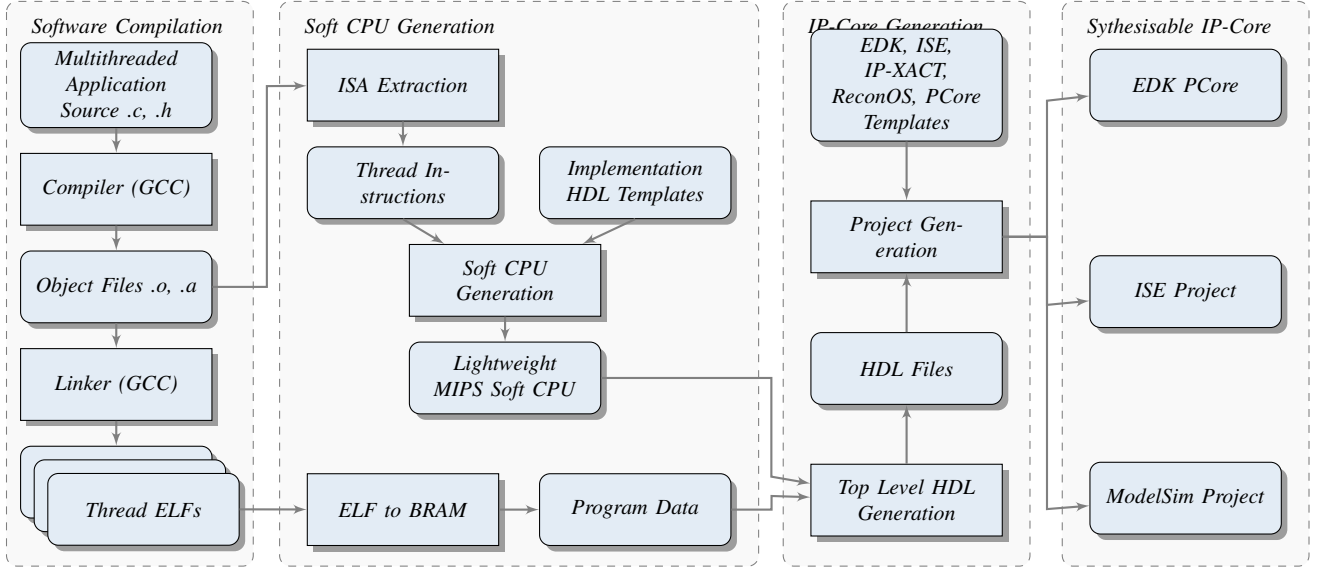 Software Compilation
Multithreaded
Application
Source .c, .h
Compiler (GCC)
Object Files .o, .a
Linker (GCC)
Thread ELFs
Soft CPU Generation
ISA Extraction
Thread In-
structions
Implementation
HDL Templates
Soft CPU
Generation
Lightweight
MIPS Soft CPU
ELF to BRAM
Program Data
IP-Core Generation
EDK, ISE,
IP-XACT,
ReconOS, PCore
Templates
Project Gen-
eration
HDL Files
Top Level HDL
Generation
Sythesisable IP-Core
EDK PCore
ISE Project
ModelSim Project